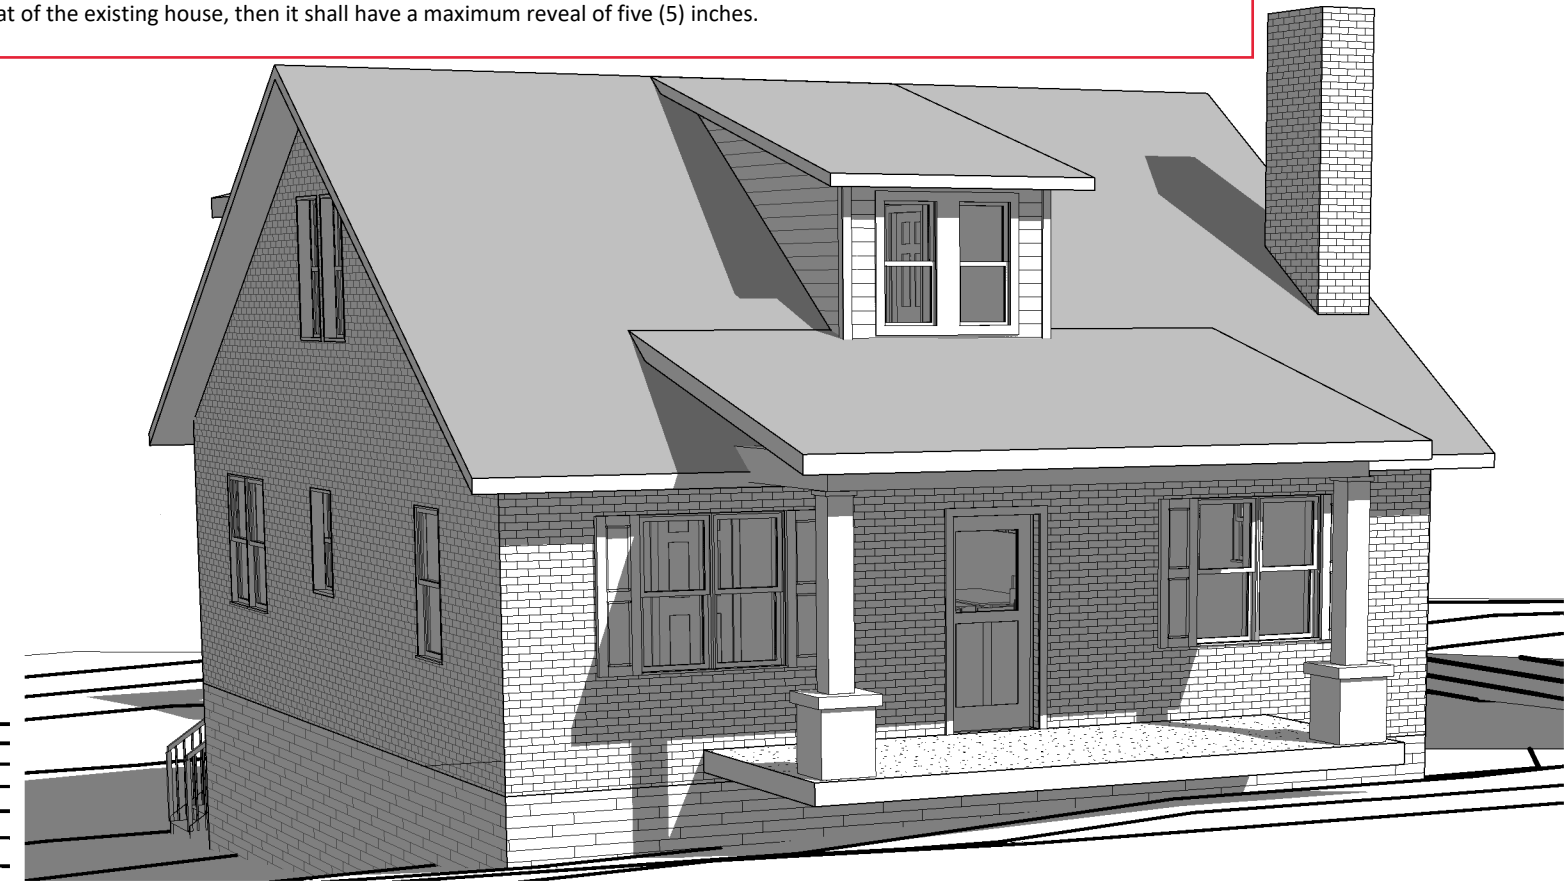 at of the existing house, then it shall have a maximum reveal of five (5) inches.